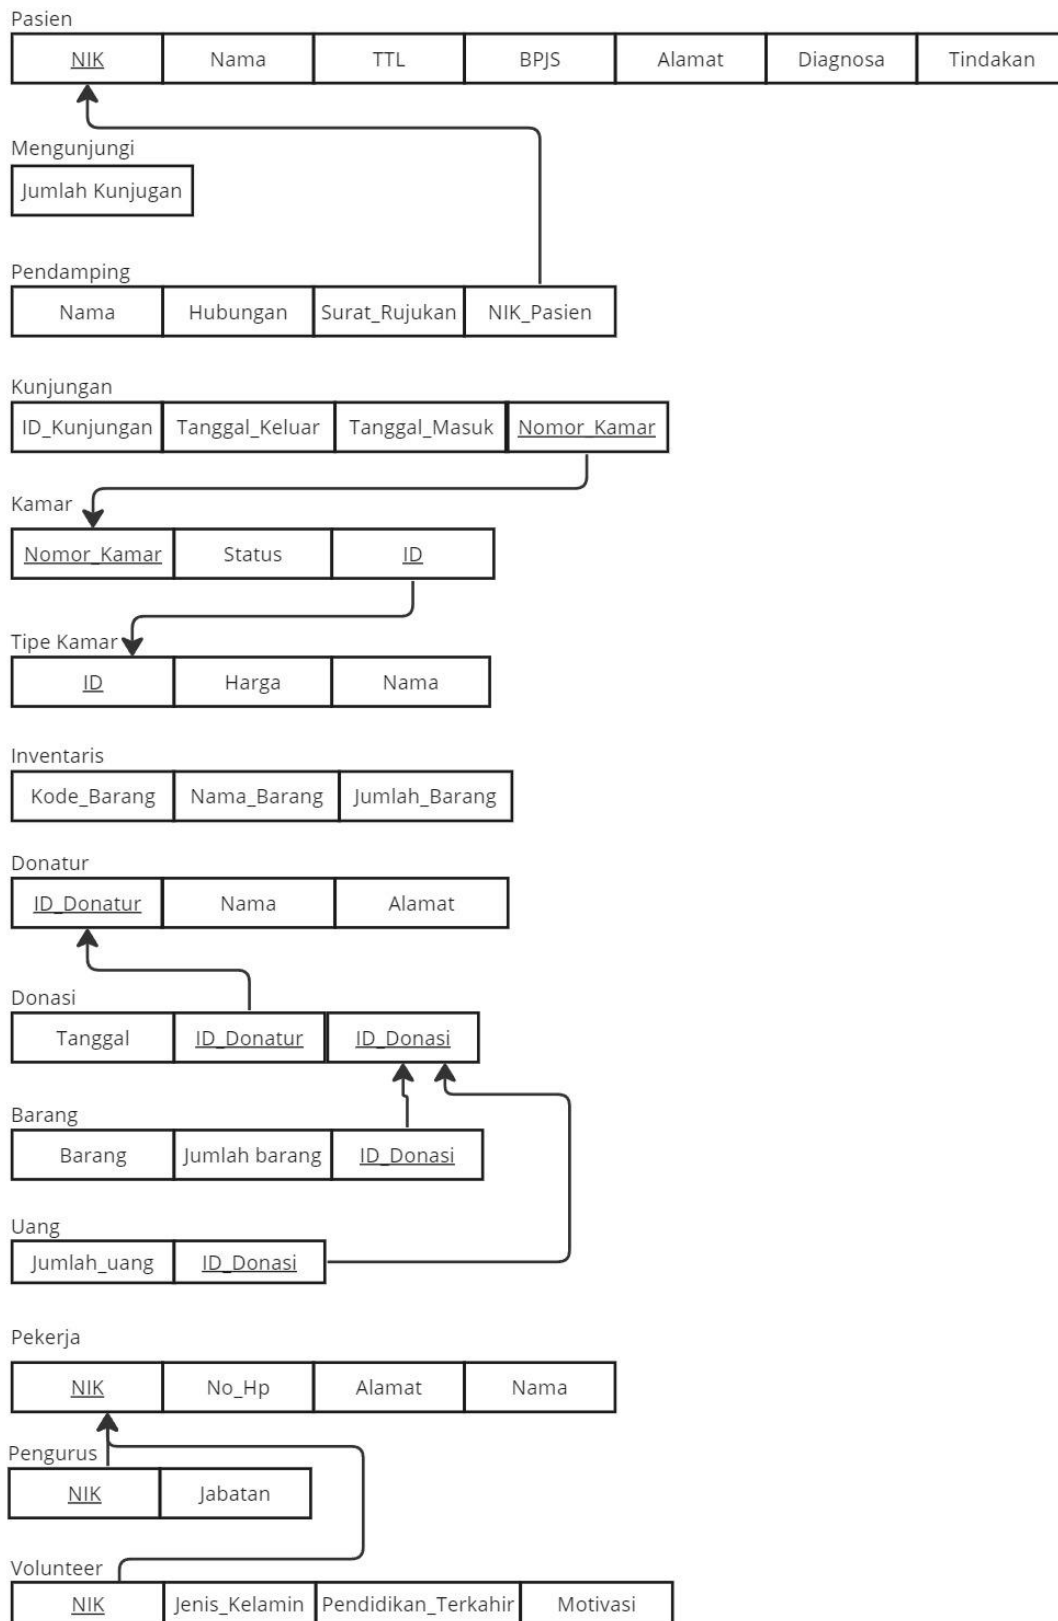 Pasien
NIK Nama TTL BPJS Alamat Diagnosa Tindakan
Mengunjungi
Jumlah Kunjugan
Pendamping
Nama Hubungan Surat_Rujukan NIK_Pasien
Kunjungan
ID_Kunjungan Tanggal_Keluar Tanggal_Masuk Nomor_Kamar
Kamar
Nomor_Kamar Status ID
Tipe Kamar
ID Harga Nama
Inventaris
Kode_Barang Nama_Barang Jumlah_Barang
Donatur
ID_Donatur Nama Alamat
Donasi
Tanggal ID_Donatur ID_Donasi
Barang
Barang Jumlah barang ID_Donasi
Uang
Jumlah_uang ID_Donasi
Pekerja
NIK No_Hp Alamat Nama
Pengurus
NIK Jabatan
Volunteer
NIK Jenis_Kelamin Pendidikan_Terkahir Motivasi